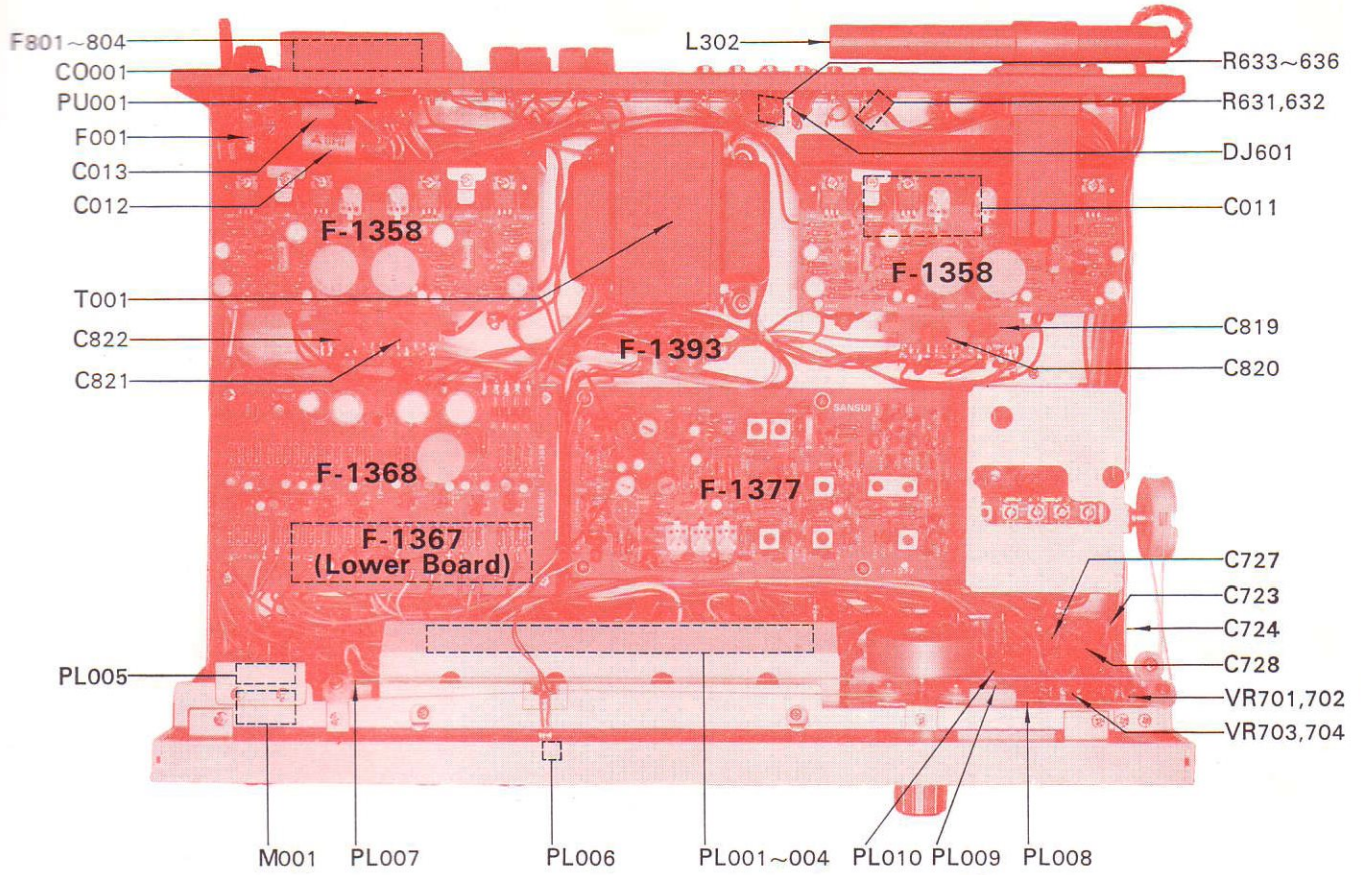 F801~804
CO001
PU001
F001
C013
C012
T001
C822
C821
PL005
L302
R633~636
R631,632
DJ601
C011
C819
C820
C727
C723
C724
C728
VR701,702
VR703,704
F-1358
F-1358
F-1393
SANSUI
F-1368
F-1377
F-1367
(Lower Board)
M001
PL007
PL006
PL001~004
PL010
PL009
PL008